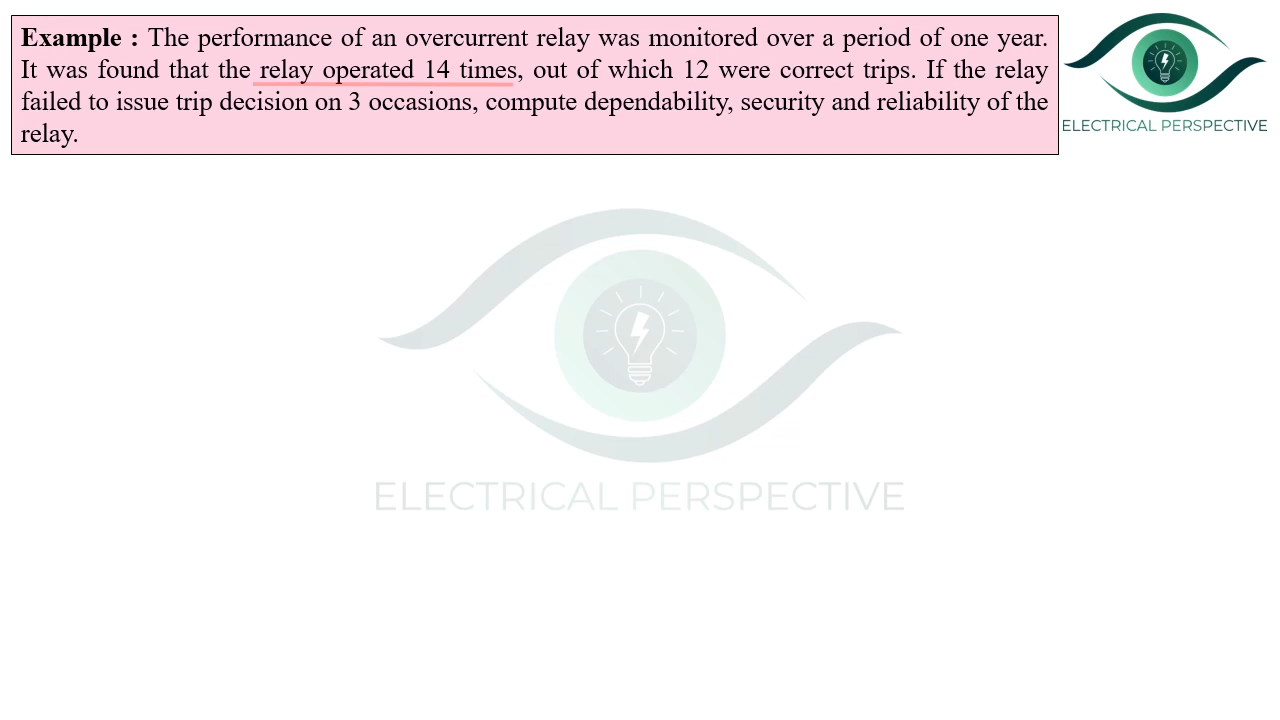 Example : The performance of an overcurrent relay was monitored over a period of one year.
It was found that the relay operated 14 times, out of which 12 were correct trips. If the relay
failed to issue trip decision on 3 occasions, compute dependability, security and reliability of the
relay.
ELECTRICAL PERSPECTIVE
ELECTRICAL PERSPECTIVE